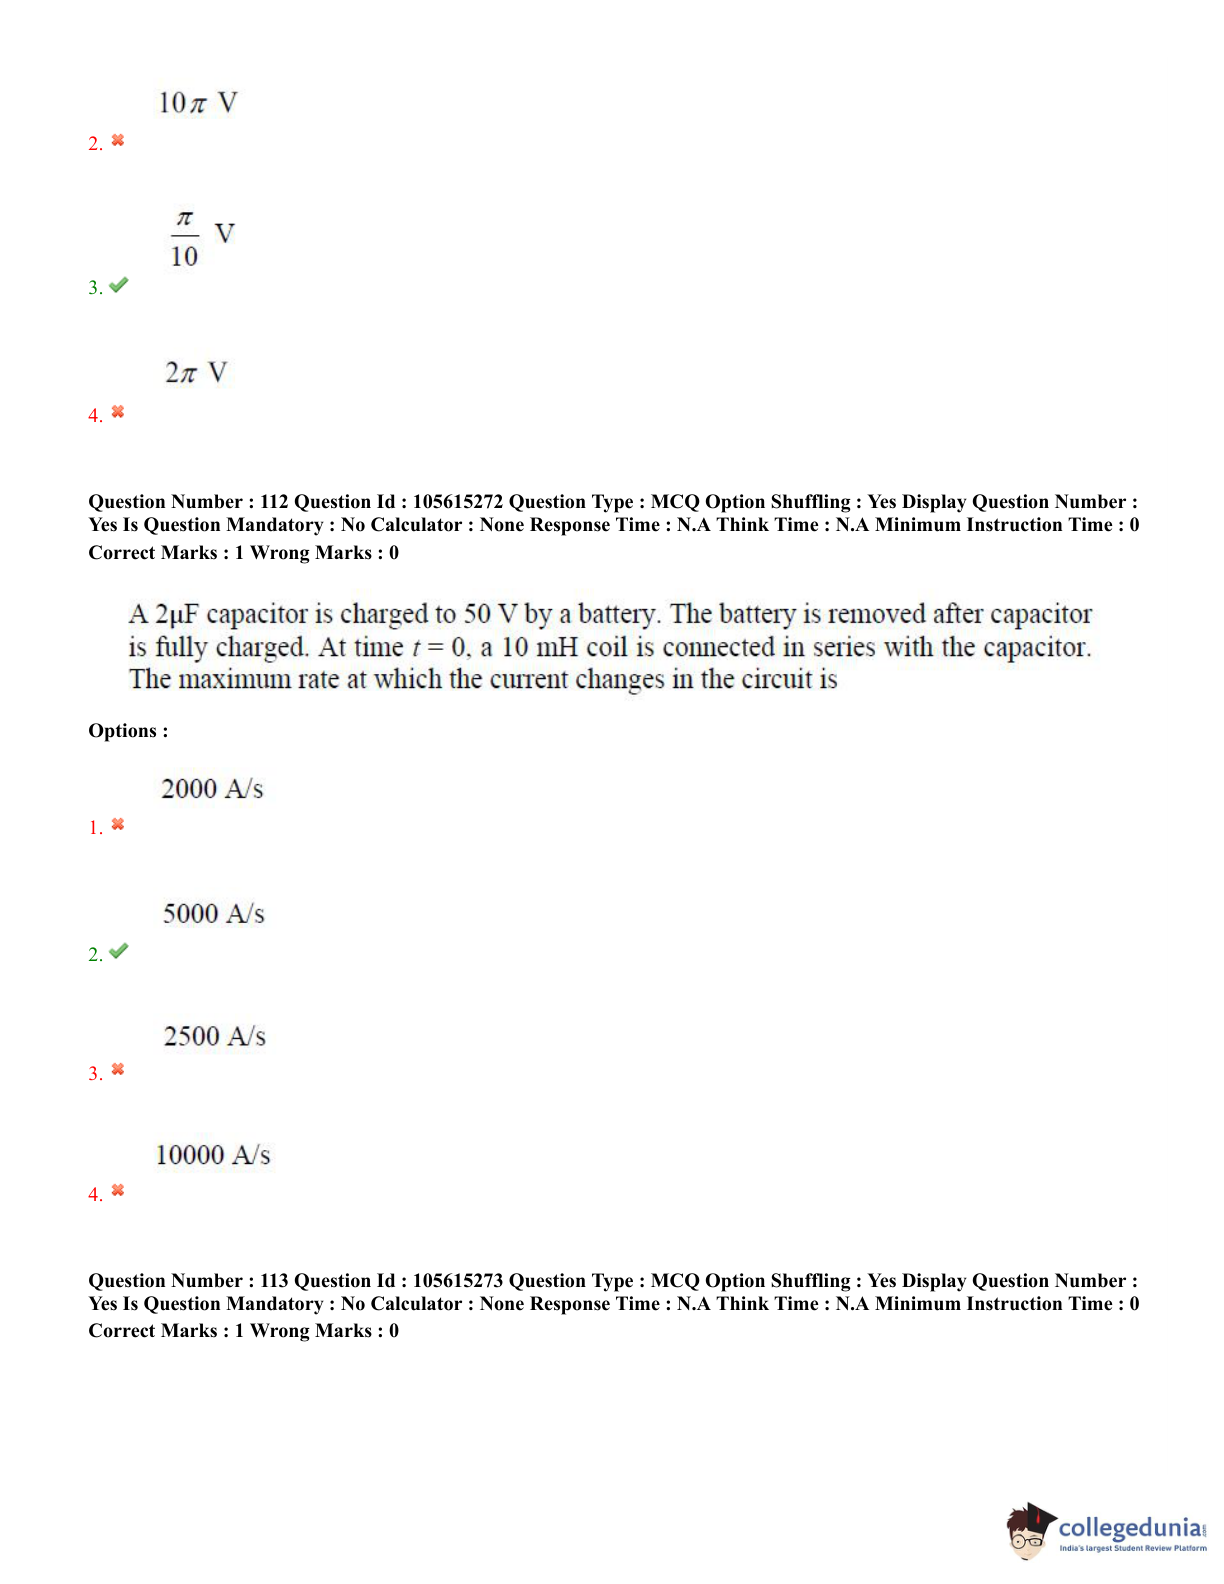 10π V
2.
π
10
V
3.
2π V
4.
Question Number : 112 Question Id : 105615272 Question Type : MCQ Option Shuffling : Yes Display Question Number :
Yes Is Question Mandatory : No Calculator : None Response Time : N.A Think Time : N.A Minimum Instruction Time : 0
Correct Marks : 1 Wrong Marks : 0
A 2μF capacitor is charged to 50 V by a battery. The battery is removed after capacitor
is fully charged. At time t = 0, a 10 mH coil is connected in series with the capacitor.
The maximum rate at which the current changes in the circuit is
Options :
2000 A/s
1.
5000 A/s
2.
2500 A/s
3.
10000 A/s
4.
Question Number : 113 Question Id : 105615273 Question Type : MCQ Option Shuffling : Yes Display Question Number :
Yes Is Question Mandatory : No Calculator : None Response Time : N.A Think Time : N.A Minimum Instruction Time : 0
Correct Marks : 1 Wrong Marks : 0
collegedunia.com
India's largest Student Review Platform